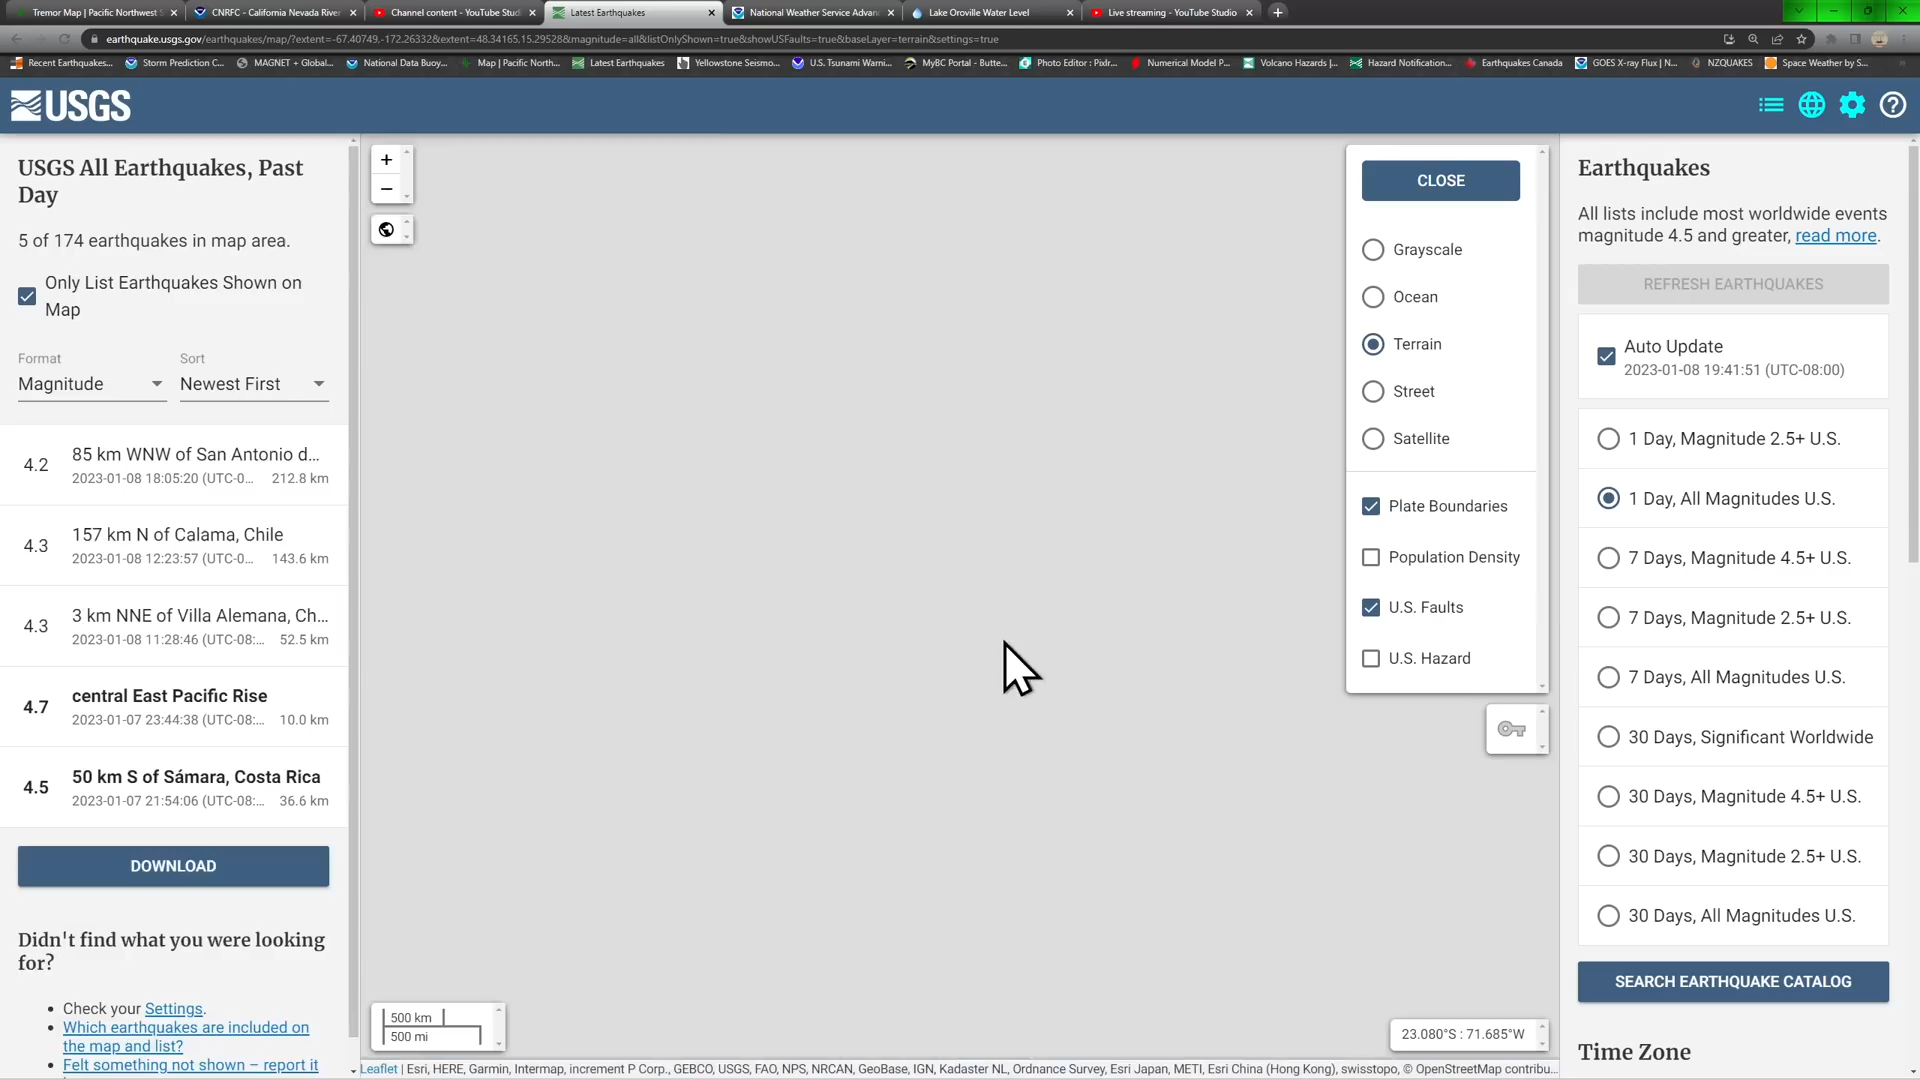 Tremor Map | Pacific Northwest S
CNRFC - California Nevada River
Channel content - YouTube Studi
Latest Earthquakes
National Weather Service Advanc
Lake Oroville Water Level
Live streaming - YouTube Studio
earthquake.usgs.gov/earthquakes/map/?extent=-67.40749,-172.26332&extent=48.34165,15.29528&magnitude=all&listOnlyShown=true&showUSFaults=true&baseLayer=terrain&settings=true
Recent Earthquakes...
Storm Prediction C...
MAGNET + Global...
National Data Buoy...
Map | Pacific North...
Latest Earthquakes
Yellowstone Seismo...
U.S. Tsunami Warni...
MyBC Portal - Butte...
Photo Editor : Pixlr...
Numerical Model P...
Volcano Hazards |...
Hazard Notification...
Earthquakes Canada
GOES X-ray Flux | N...
NZQUAKES
Space Weather by S...
USGS
USGS All Earthquakes, Past
Day
5 of 174 earthquakes in map area.
Only List Earthquakes Shown on
Map
Format
Sort
Magnitude
Newest First
4.2
85 km WNW of San Antonio d...
2023-01-08 18:05:20 (UTC-0... 212.8 km
4.3
157 km N of Calama, Chile
2023-01-08 12:23:57 (UTC-0... 143.6 km
4.3
3 km NNE of Villa Alemana, Ch...
2023-01-08 11:28:46 (UTC-08:... 52.5 km
4.7
central East Pacific Rise
2023-01-07 23:44:38 (UTC-08:... 10.0 km
4.5
50 km S of Sámara, Costa Rica
2023-01-07 21:54:06 (UTC-08:... 36.6 km
DOWNLOAD
Didn't find what you were looking
for?
Check your Settings.
Which earthquakes are included on
the map and list?
Felt something not shown – report it
+
−
CLOSE
Grayscale
Ocean
Terrain
Street
Satellite
Plate Boundaries
Population Density
U.S. Faults
U.S. Hazard
500 km
500 mi
23.080°S : 71.685°W
Leaflet | Esri, HERE, Garmin, Intermap, increment P Corp., GEBCO, USGS, FAO, NPS, NRCAN, GeoBase, IGN, Kadaster NL, Ordnance Survey, Esri Japan, METI, Esri China (Hong Kong), swisstopo, © OpenStreetMap contribu...
Earthquakes
All lists include most worldwide events
magnitude 4.5 and greater, read more.
REFRESH EARTHQUAKES
Auto Update
2023-01-08 19:41:51 (UTC-08:00)
1 Day, Magnitude 2.5+ U.S.
1 Day, All Magnitudes U.S.
7 Days, Magnitude 4.5+ U.S.
7 Days, Magnitude 2.5+ U.S.
7 Days, All Magnitudes U.S.
30 Days, Significant Worldwide
30 Days, Magnitude 4.5+ U.S.
30 Days, Magnitude 2.5+ U.S.
30 Days, All Magnitudes U.S.
SEARCH EARTHQUAKE CATALOG
Time Zone